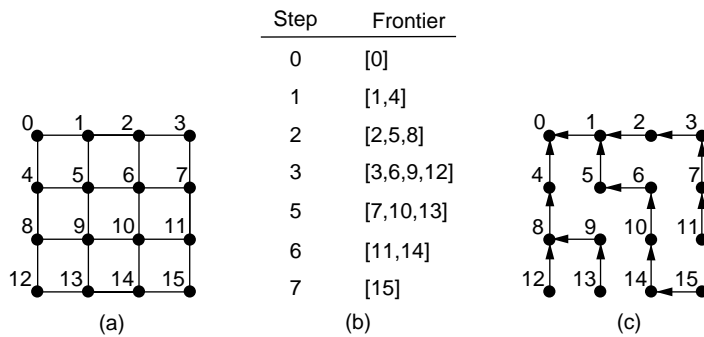 Step Frontier
0 [0]
1 [1,4]
2 [2,5,8]
3 [3,6,9,12]
5 [7,10,13]
6 [11,14]
7 [15]
0 1 2 3
4 5 6 7
8 9 10 11
12 13 14 15
0 1 2 3
4 5 6 7
8 9 10 11
12 13 14 15
(a) (b) (c)